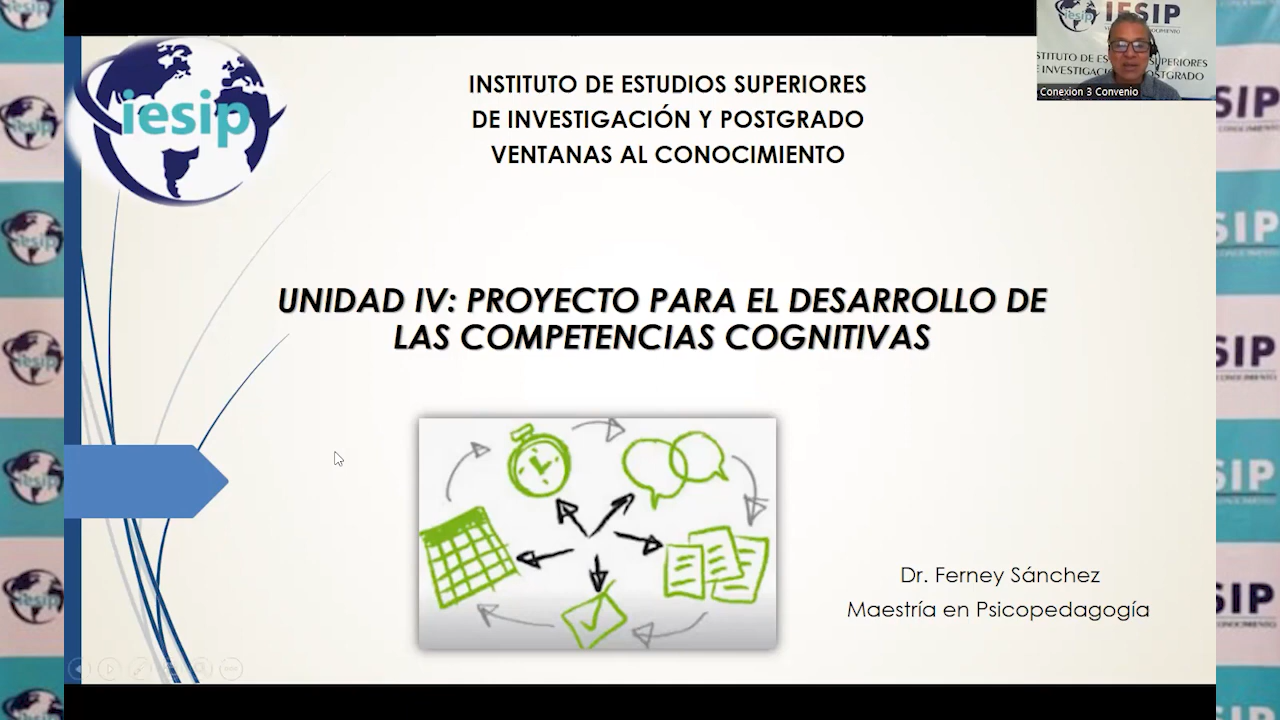 iesip
INSTITUTO DE ESTUDIOS SUPERIORES
DE INVESTIGACIÓN Y POSTGRADO
VENTANAS AL CONOCIMIENTO
IESIP
Conexion 3 Convenio
UNIDAD IV: PROYECTO PARA EL DESARROLLO DE
LAS COMPETENCIAS COGNITIVAS
Dr. Ferney Sánchez
Maestría en Psicopedagogía